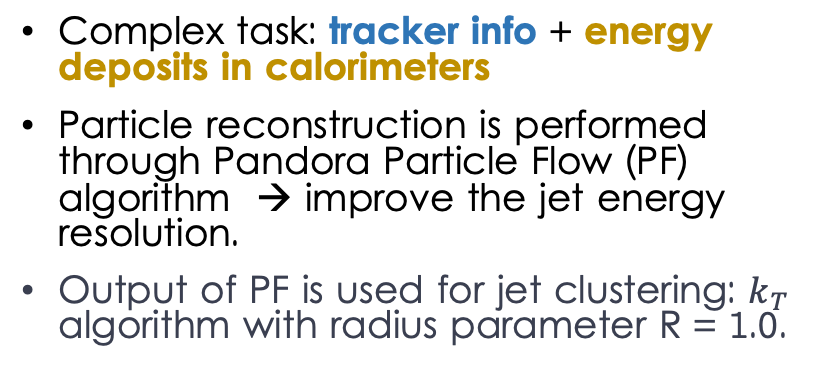 • Complex task: tracker info + energy
deposits in calorimeters
• Particle reconstruction is performed
through Pandora Particle Flow (PF)
algorithm → improve the jet energy
resolution.
• Output of PF is used for jet clustering: k_T
algorithm with radius parameter R = 1.0.